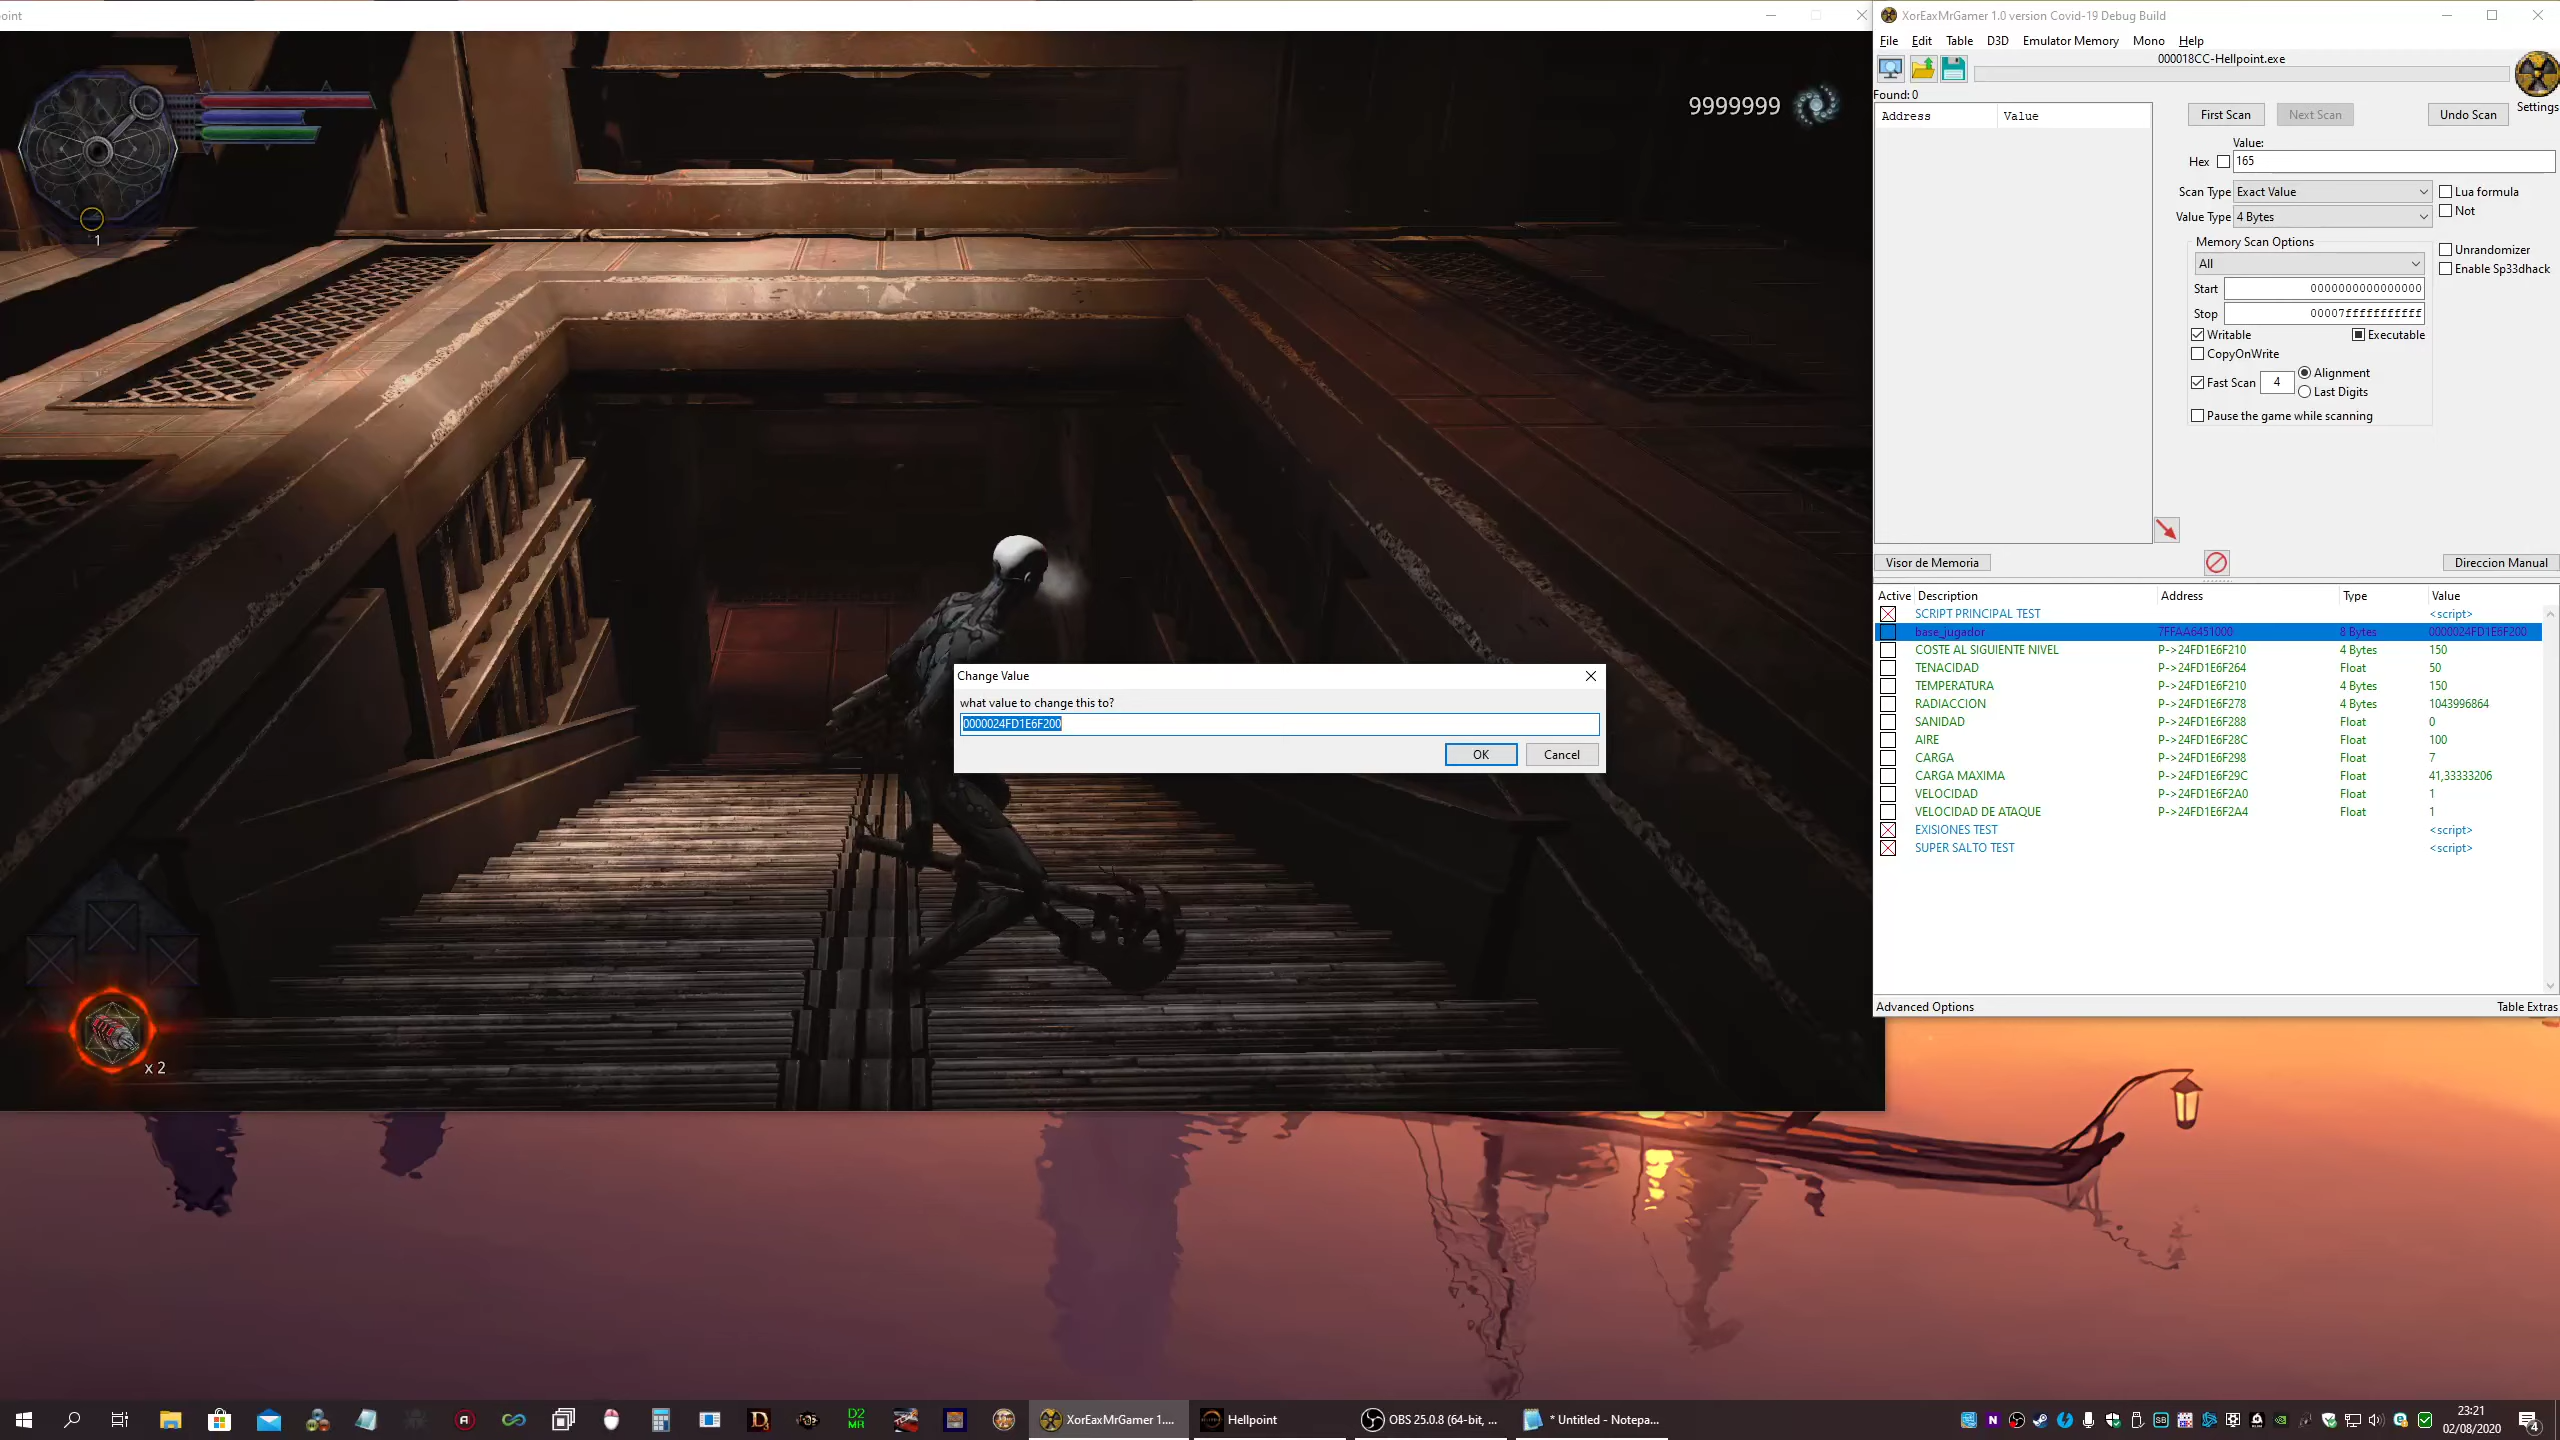 oint
9999999
1
x 2
Change Value
what value to change this to?
0000024FD1E6F200
OK
Cancel
XorEaxMrGamer 1.0 version Covid-19 Debug Build
File
Edit
Table
D3D
Emulator Memory
Mono
Help
000018CC-Hellpoint.exe
Found: 0
Settings
Address
Value
First Scan
Next Scan
Undo Scan
Value:
Hex
165
Scan Type
Exact Value
Lua formula
Value Type
4 Bytes
Not
Memory Scan Options
All
Unrandomizer
Enable Sp33dhack
Start
0000000000000000
Stop
00007fffffffffff
Writable
Executable
CopyOnWrite
Fast Scan
4
Alignment
Last Digits
Pause the game while scanning
Visor de Memoria
Direccion Manual
Active Description Address Type Value
SCRIPT PRINCIPAL TEST <script>
base_jugador 7FFAA6451000 8 Bytes 0000024FD1E6F200
COSTE AL SIGUIENTE NIVEL P->24FD1E6F210 4 Bytes 150
TENACIDAD P->24FD1E6F264 Float 50
TEMPERATURA P->24FD1E6F210 4 Bytes 150
RADIACCION P->24FD1E6F278 4 Bytes 1043996864
SANIDAD P->24FD1E6F288 Float 0
AIRE P->24FD1E6F28C Float 100
CARGA P->24FD1E6F298 Float 7
CARGA MAXIMA P->24FD1E6F29C Float 41,33333206
VELOCIDAD P->24FD1E6F2A0 Float 1
VELOCIDAD DE ATAQUE P->24FD1E6F2A4 Float 1
EXISIONES TEST <script>
SUPER SALTO TEST <script>
Advanced Options
Table Extras
XorEaxMrGamer 1....
Hellpoint
OBS 25.0.8 (64-bit, ...
* Untitled - Notepa...
23:21
02/08/2020
4